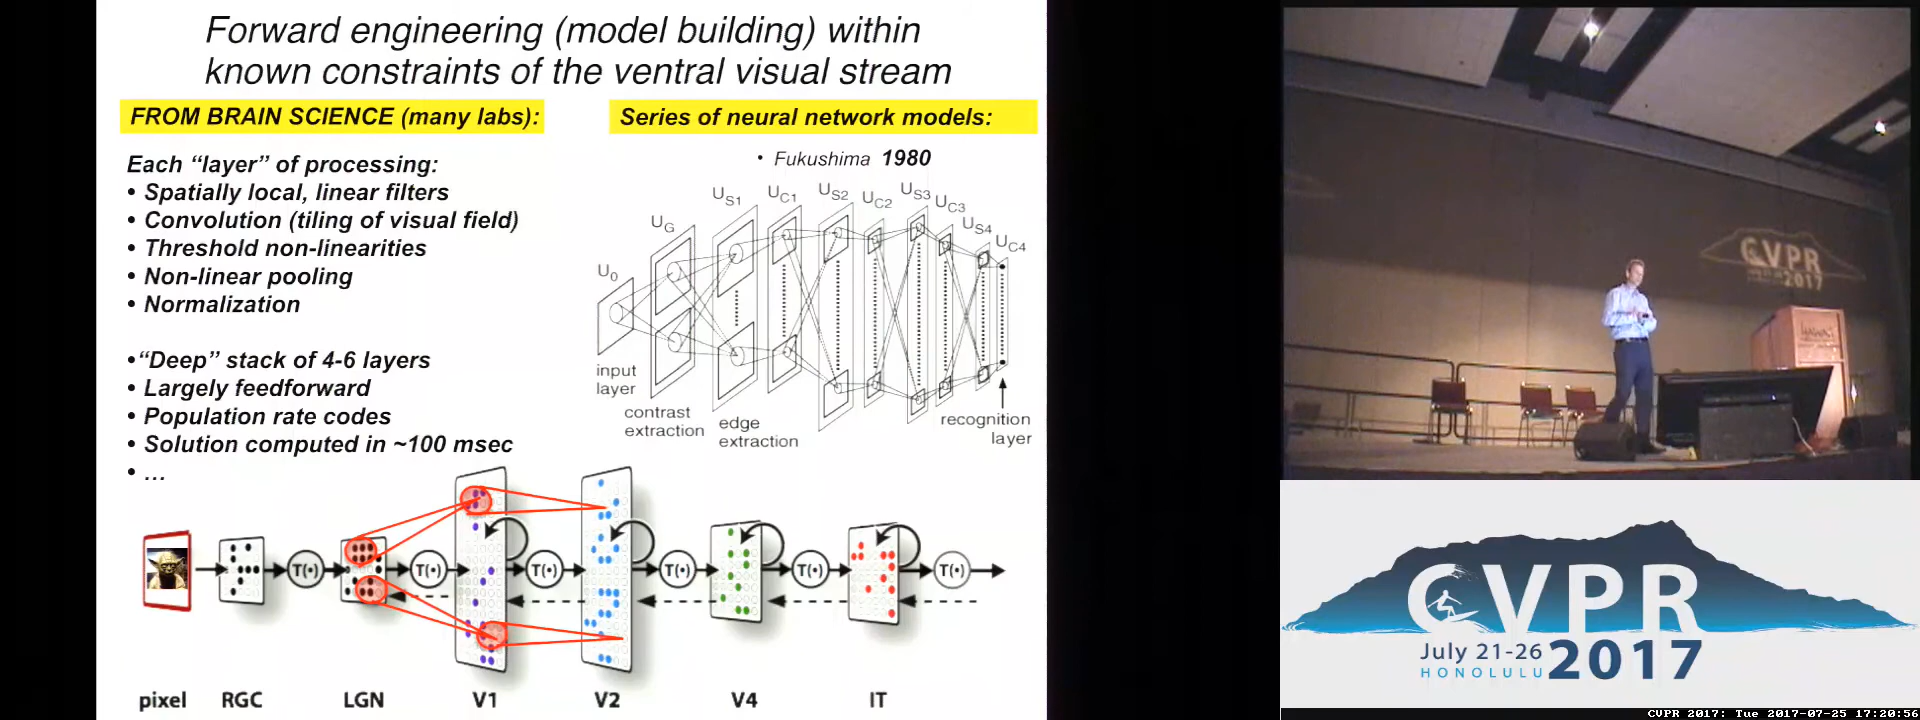 Forward engineering (model building) within
known constraints of the ventral visual stream
FROM BRAIN SCIENCE (many labs):
Each “layer” of processing:
• Spatially local, linear filters
• Convolution (tiling of visual field)
• Threshold non-linearities
• Non-linear pooling
• Normalization
•“Deep” stack of 4-6 layers
• Largely feedforward
• Population rate codes
• Solution computed in ~100 msec
• ...
Series of neural network models:
• Fukushima 1980
U0
UG
US1
UC1
US2
UC2
US3
UC3
US4
UC4
input
layer
contrast
extraction
edge
extraction
recognition
layer
T(•)
T(•)
T(•)
T(•)
T(•)
T(•)
pixel
RGC
LGN
V1
V2
V4
IT
CVPR
2017
CVPR
July 21-26
HONOLULU
2017
CVPR 2017: Tue 2017-07-25 17:20:56